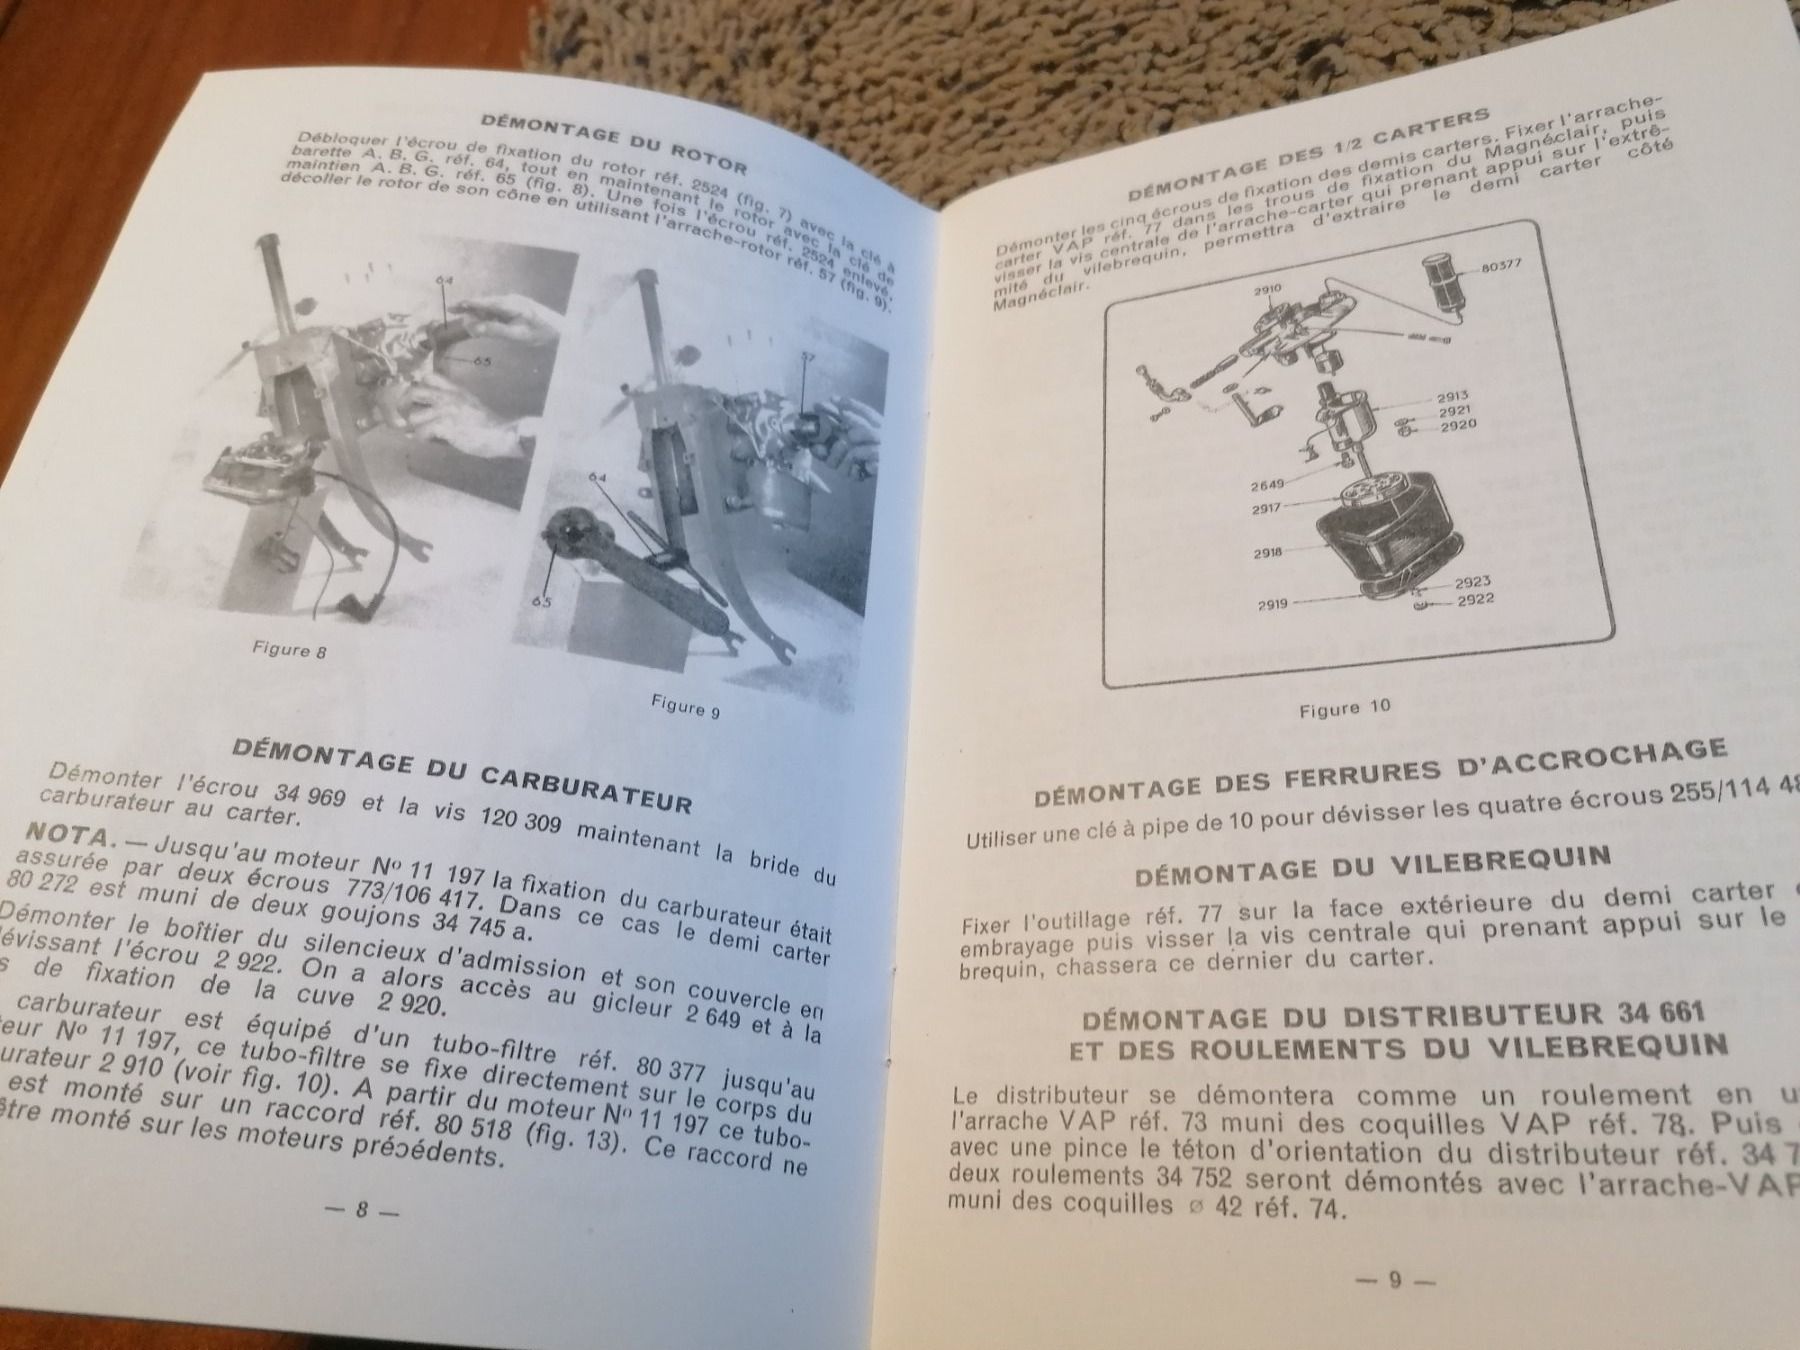 DÉMONTAGE DU ROTOR
Débloquer l'écrou de fixation du rotor réf. 2524 (fig. 7) avec la clé à
barette A. B. G. réf. 64, tout en maintenant le rotor avec la clé de
maintien A. B. G. réf. 65 (fig. 8). Une fois l'écrou réf. 2524 enlevé,
décoller le rotor de son cône en utilisant l'arrache-rotor réf. 57 (fig. 9).
64
65
57
64
65
Figure 8
Figure 9
DÉMONTAGE DU CARBURATEUR
Démonter l'écrou 34 969 et la vis 120 309 maintenant la bride du
carburateur au carter.
NOTA. — Jusqu'au moteur Nº 11 197 la fixation du carburateur était
assurée par deux écrous 773/106 417. Dans ce cas le demi carter
80 272 est muni de deux goujons 34 745 a.
Démonter le boîtier du silencieux d'admission et son couvercle en
évissant l'écrou 2 922. On a alors accès au gicleur 2 649 et à la
s de fixation de la cuve 2 920.
carburateur est équipé d'un tubo-filtre réf. 80 377 jusqu'au
teur Nº 11 197, ce tubo-filtre se fixe directement sur le corps du
urateur 2 910 (voir fig. 10). A partir du moteur Nº 11 197 ce tubo-
est monté sur un raccord réf. 80 518 (fig. 13). Ce raccord ne
être monté sur les moteurs précédents.
— 8 —
DÉMONTAGE DES 1/2 CARTERS
Démonter les cinq écrous de fixation des demis carters. Fixer l'arrache-
carter VAP réf. 77 dans les trous de fixation du Magnéclair, puis
visser la vis centrale de l'arrache-carter qui prenant appui sur l'extré-
mité du vilebrequin, permettra d'extraire le demi carter côté
Magnéclair.
2910
80377
2913
2921
2920
2649
2917
2918
2923
2919
2922
Figure 10
DÉMONTAGE DES FERRURES D'ACCROCHAGE
Utiliser une clé à pipe de 10 pour dévisser les quatre écrous 255/114 48
DÉMONTAGE DU VILEBREQUIN
Fixer l'outillage réf. 77 sur la face extérieure du demi carter
embrayage puis visser la vis centrale qui prenant appui sur le
brequin, chassera ce dernier du carter.
DÉMONTAGE DU DISTRIBUTEUR 34 661
ET DES ROULEMENTS DU VILEBREQUIN
Le distributeur se démontera comme un roulement en u
l'arrache VAP réf. 73 muni des coquilles VAP réf. 78. Puis
avec une pince le téton d'orientation du distributeur réf. 34 7
deux roulements 34 752 seront démontés avec l'arrache-VAP
muni des coquilles ø 42 réf. 74.
— 9 —